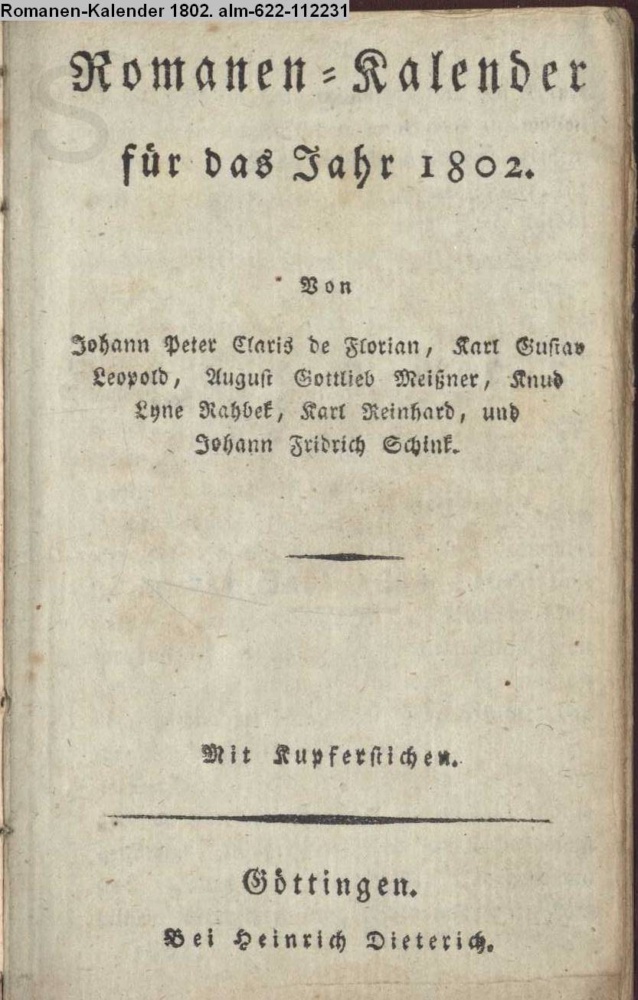 Romanen-Kalender 1802. alm-622-112231
Romanen-Kalender
für das Jahr 1802.
Von
Johann Peter Claris de Florian, Karl Gustav
Leopold, August Gottlieb Meißner, Knud
Lyne Rahbek, Karl Reinhard, und
Johann Fridrich Schink.
Mit Kupferstichen.
Göttingen.
Bei Heinrich Dieterich.